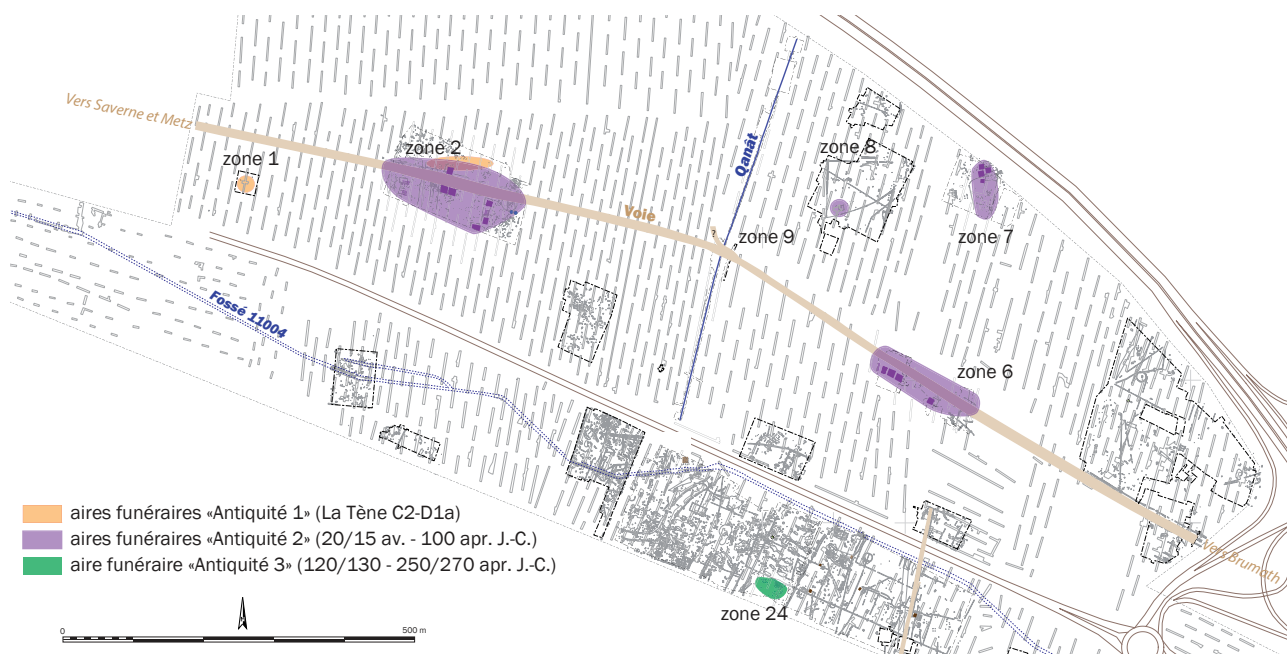 Vers Saverne et Metz
zone 1
zone 2
Qanât
zone 8
Voie
zone 9
?
zone 7
Fossé 11004
zone 6
aires funéraires «Antiquité 1» (La Tène C2-D1a)
aires funéraires «Antiquité 2» (20/15 av. - 100 apr. J.-C.)
aire funéraire «Antiquité 3» (120/130 - 250/270 apr. J.-C.)
Vers Brumath
zone 24
0
500 m